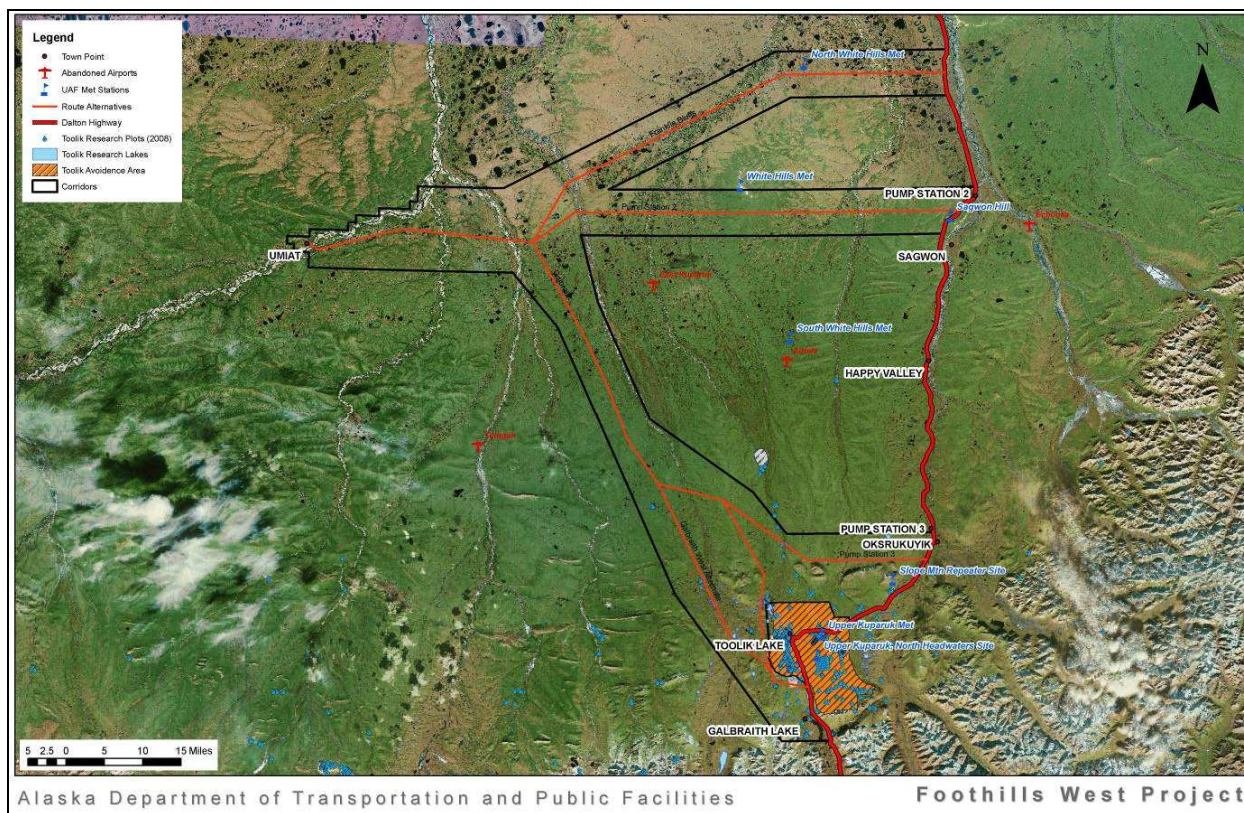 Legend
Town Point
Abandoned Airports
UAF Met Stations
Route Alternatives
Dalton Highway
Toolik Research Plots (2008)
Toolik Research Lakes
Toolik Avoidence Area
Corridors
N
North White Hills Met
Franklin Bluffs
White Hills Met
PUMP STATION 2
Pump Station 2
Sagwon Hill
UMIAT
SAGWON
East Kuparuk
South White Hills Met
HAPPY VALLEY
PUMP STATION 3
OKSRUKUYIK
Pump Station 3
Slope Mtn Repeater Site
Upper Kuparuk Met
TOOLIK LAKE
Upper Kuparuk: North Headwaters Site
GALBRAITH LAKE
5 2.5 0 5 10 15 Miles
Alaska Department of Transportation and Public Facilities
Foothills West Project